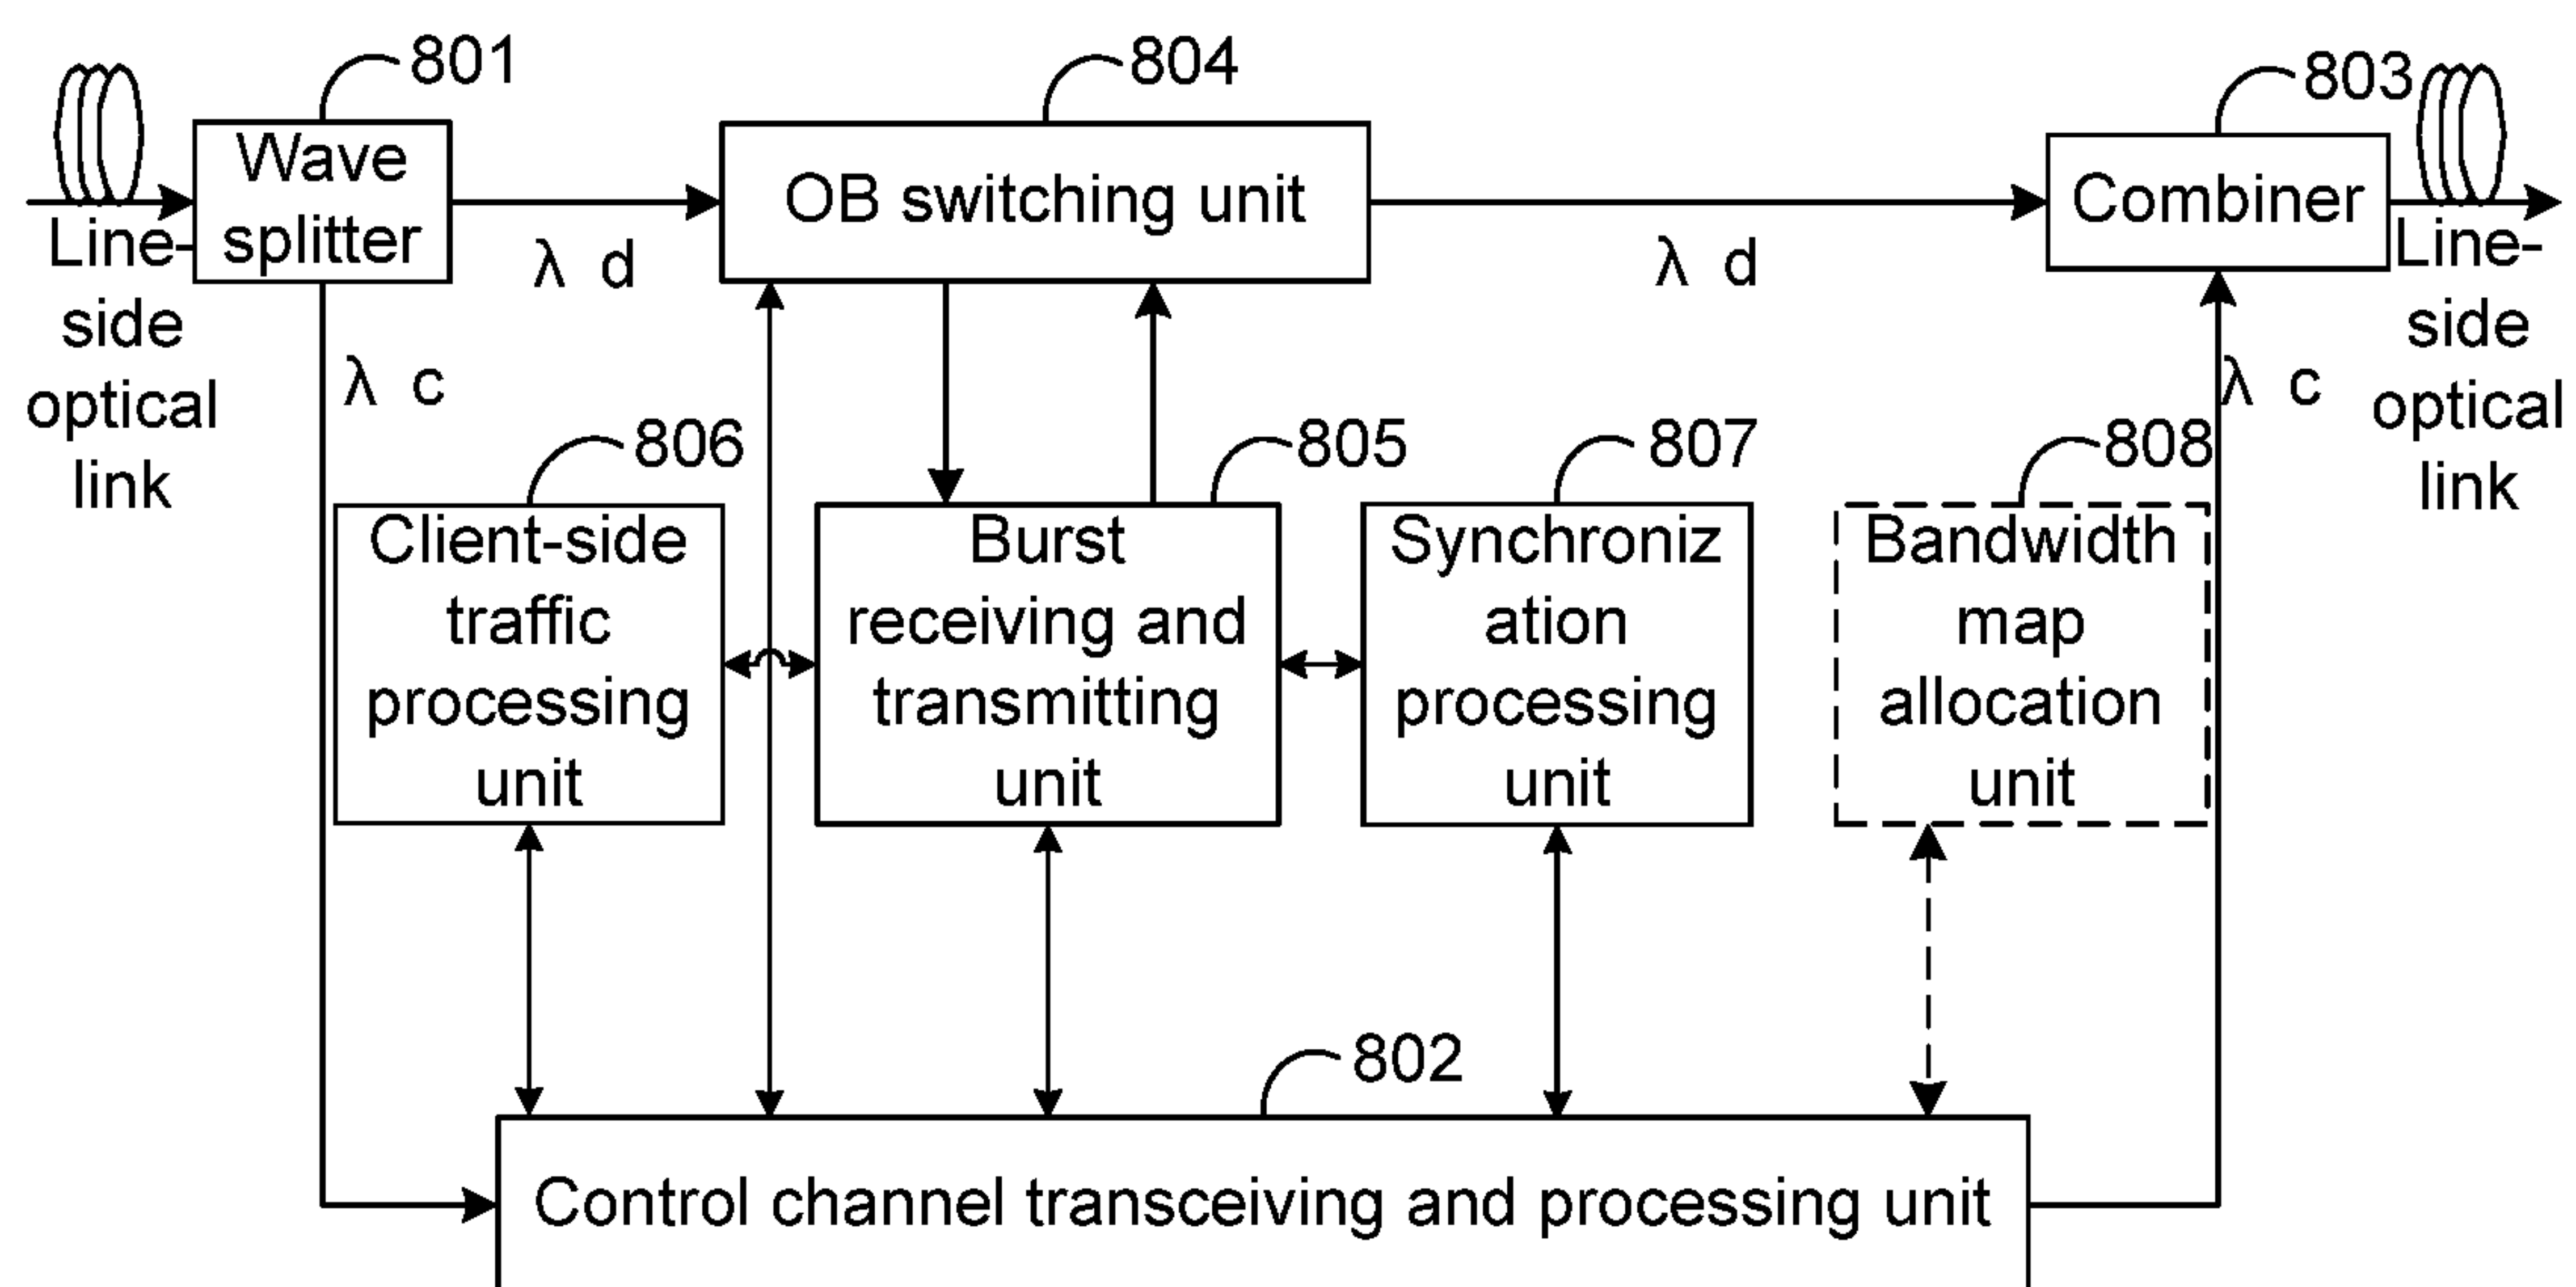 801
804
803
Wave
splitter
OB switching unit
Combiner
Line-
side
optical
link
λ d
λ d
Line-
side
optical
link
λ c
λ c
806
805
807
808
Client-side
traffic
processing
unit
Burst
receiving and
transmitting
unit
Synchroniz
ation
processing
unit
Bandwidth
map
allocation
unit
802
Control channel transceiving and processing unit